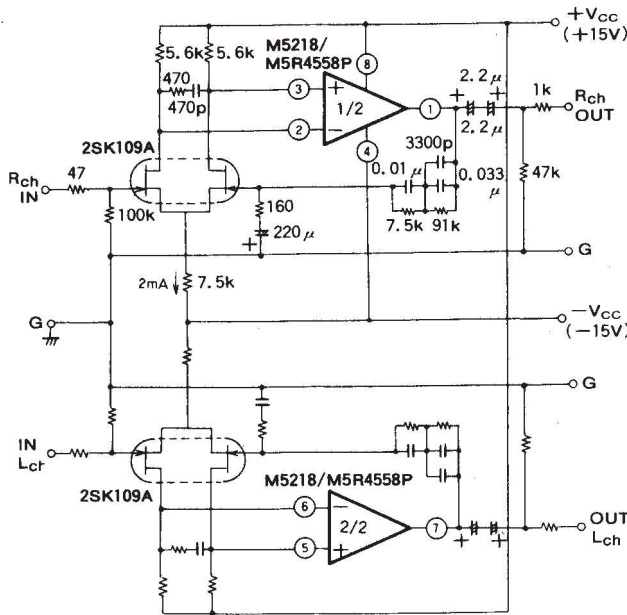 +VCC
(+15V)
5.6k 5.6k
M5218/
M5R4558P
8
2.2μ
470
470p
3
+
1/2
1
+ +
1k
Rch
OUT
2
−
2.2μ
4
2SK109A
3300p
0.01μ
0.033μ
47k
Rch
IN
47
100k
160
+
220μ
7.5k 91k
G
2mA
7.5k
G
−VCC
(−15V)
G
IN
Lch
2SK109A
M5218/M5R4558P
6
−
2/2
7
5
+
+ +
OUT
Lch